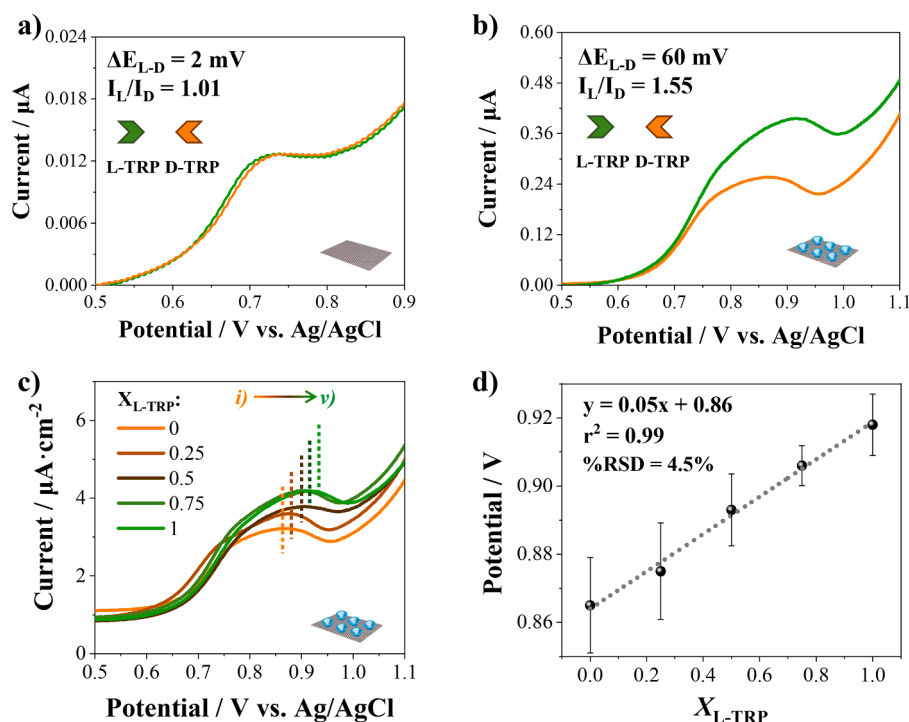 a)
0.024
0.018
0.012
0.006
0.000
Current / µA
ΔE_L-D = 2 mV
I_L/I_D = 1.01
L-TRP D-TRP
0.5 0.6 0.7 0.8 0.9
Potential / V vs. Ag/AgCl
b)
0.60
0.48
0.36
0.24
0.12
0.00
Current / µA
ΔE_L-D = 60 mV
I_L/I_D = 1.55
L-TRP D-TRP
0.5 0.6 0.7 0.8 0.9 1.0 1.1
Potential / V vs. Ag/AgCl
c)
6
4
2
0
Current / µA·cm⁻²
X_L-TRP:
0
0.25
0.5
0.75
1
i) v)
0.5 0.6 0.7 0.8 0.9 1.0 1.1
Potential / V vs. Ag/AgCl
d)
0.92
0.90
0.88
0.86
Potential / V
y = 0.05x + 0.86
r² = 0.99
%RSD = 4.5%
0.0 0.2 0.4 0.6 0.8 1.0
X_L-TRP